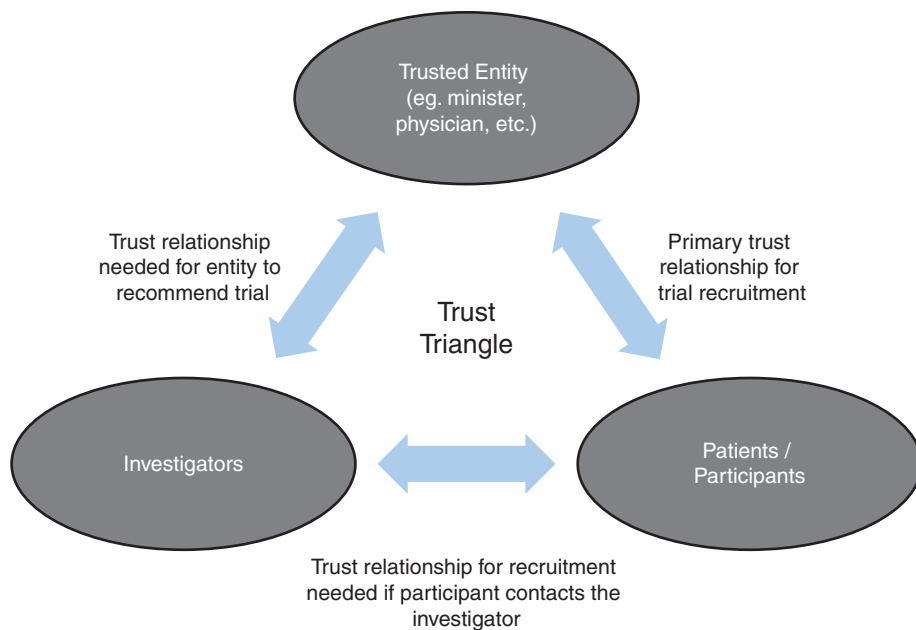 Trusted Entity
(eg. minister,
physician, etc.)
Trust relationship
needed for entity to
recommend trial
Primary trust
relationship for
trial recruitment
Trust
Triangle
Investigators
Patients /
Participants
Trust relationship for recruitment
needed if participant contacts the
investigator